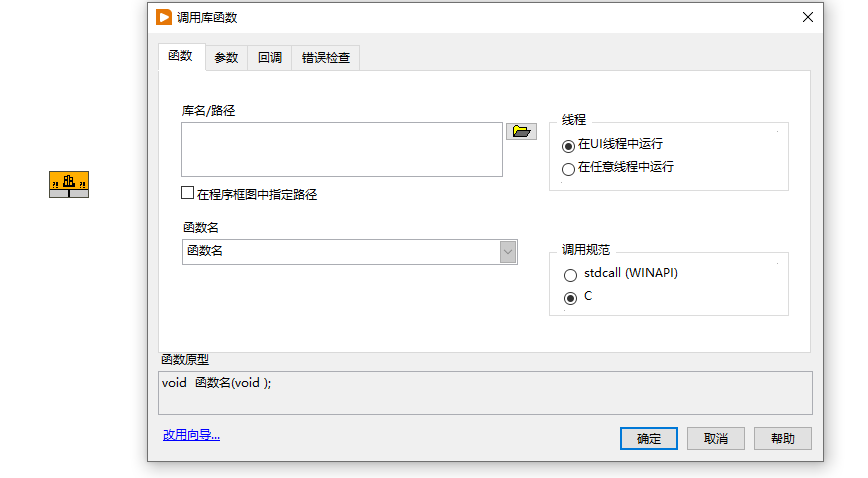 调用库函数
函数 参数 回调 错误检查
库名/路径
线程
在UI线程中运行
在任意线程中运行
在程序框图中指定路径
函数名
函数名
调用规范
stdcall (WINAPI)
C
函数原型
void 函数名(void );
改用向导...
确定 取消 帮助